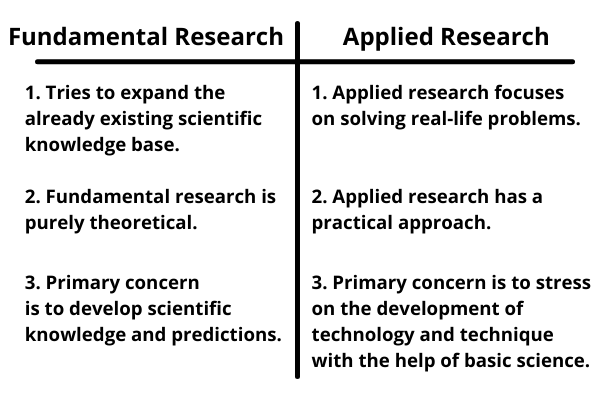 Fundamental Research
Applied Research
1. Tries to expand the
already existing scientific
knowledge base.
1. Applied research focuses
on solving real-life problems.
2. Fundamental research is
purely theoretical.
2. Applied research has a
practical approach.
3. Primary concern
is to develop scientific
knowledge and predictions.
3. Primary concern is to stress
on the development of
technology and technique
with the help of basic science.